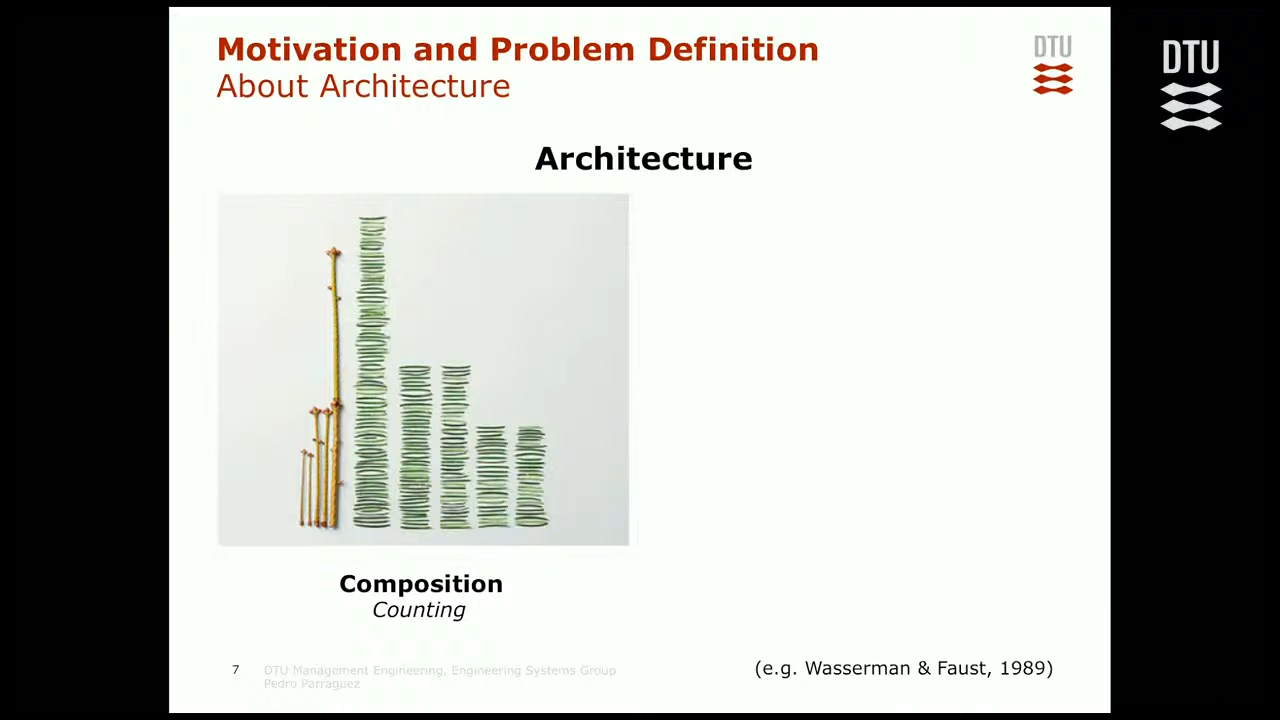 Motivation and Problem Definition
About Architecture
DTU
DTU
Architecture
Composition
Counting
7
DTU Management Engineering, Engineering Systems Group
Pedro Parraguez
(e.g. Wasserman & Faust, 1989)